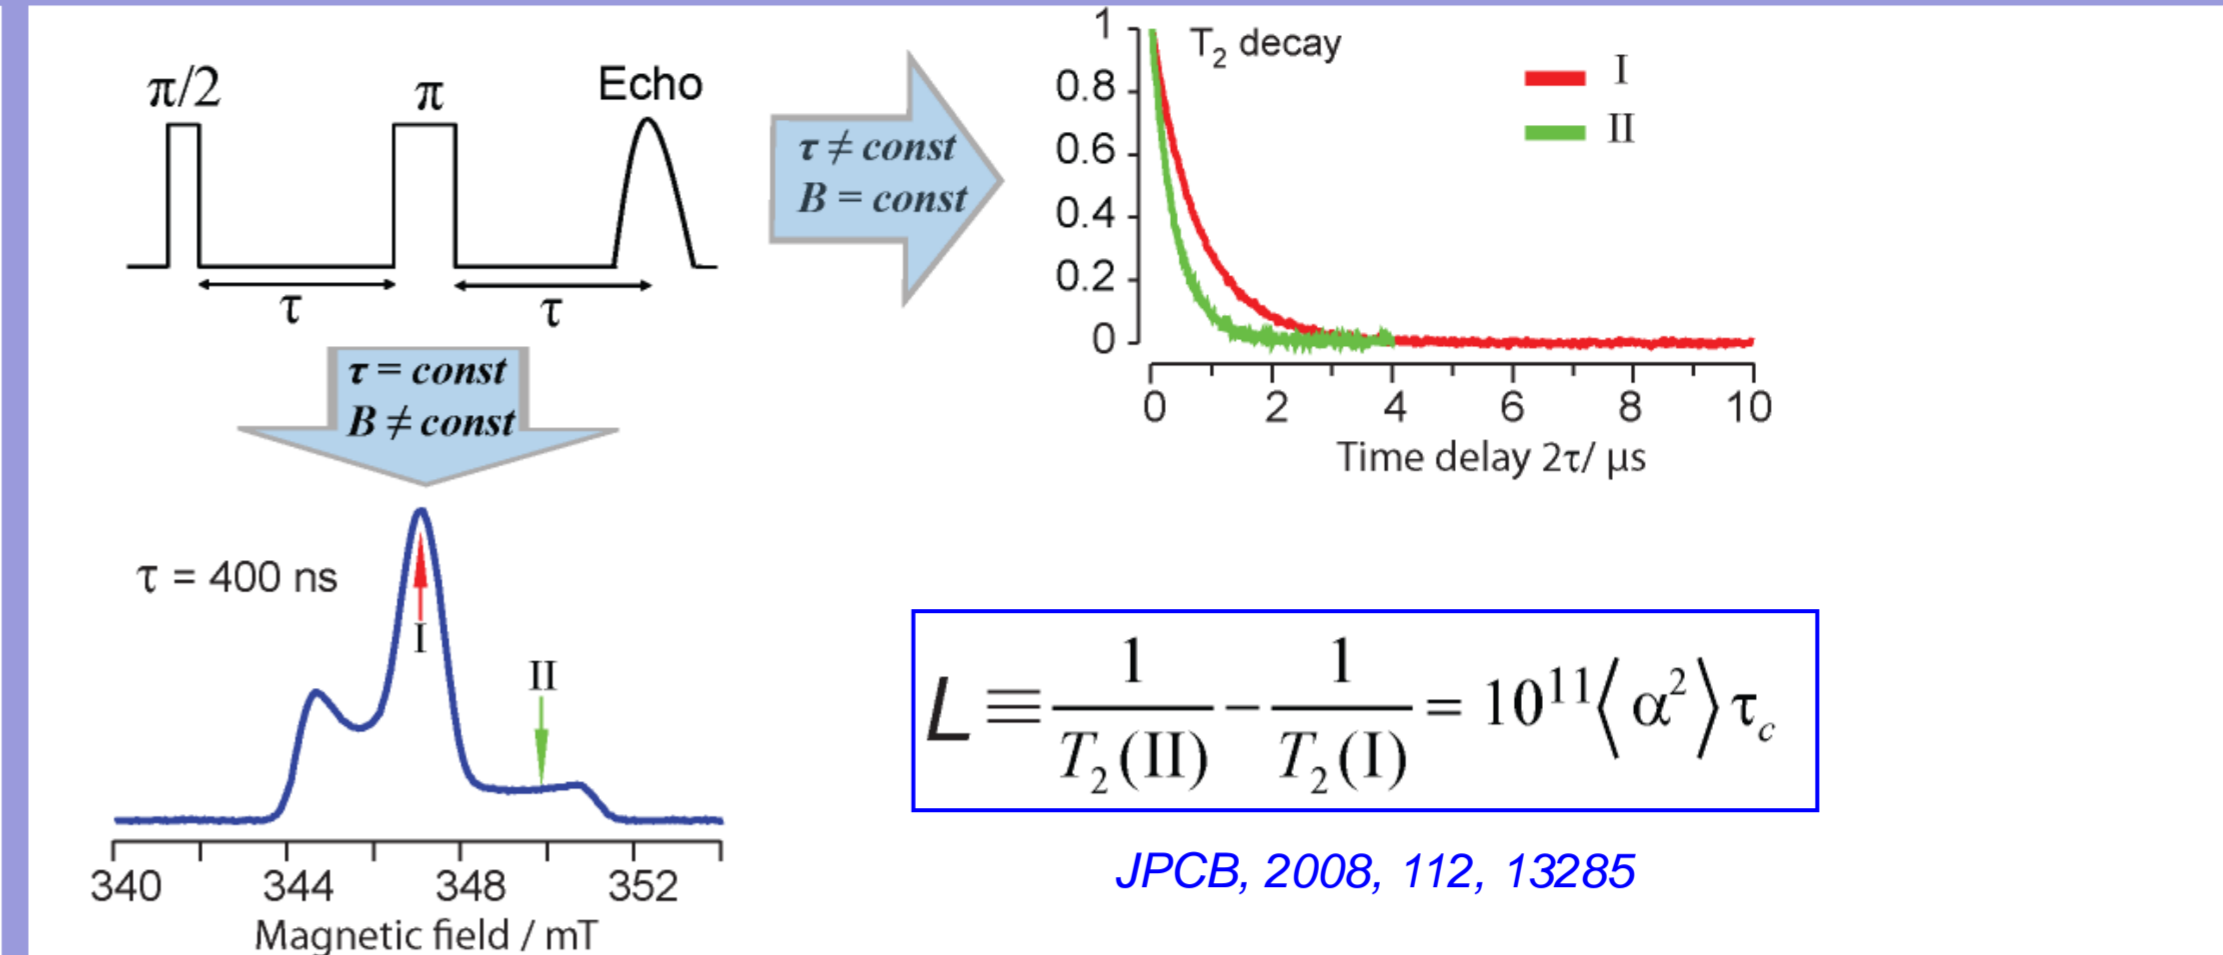 π/2
π
Echo
τ
τ
τ ≠ const
B = const
τ = const
B ≠ const
1
0.8
0.6
0.4
0.2
0
T₂ decay
I
II
0 2 4 6 8 10
Time delay 2τ/ μs
τ = 400 ns
I
II
340 344 348 352
Magnetic field / mT
L ≡ 1/T₂(II) − 1/T₂(I) = 10¹¹⟨α²⟩τc
JPCB, 2008, 112, 13285